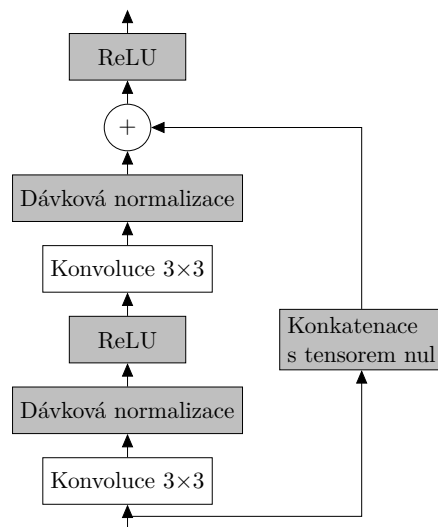 ReLU
+
Dávková normalizace
Konvoluce 3×3
ReLU
Konkatenace
s tensorem nul
Dávková normalizace
Konvoluce 3×3